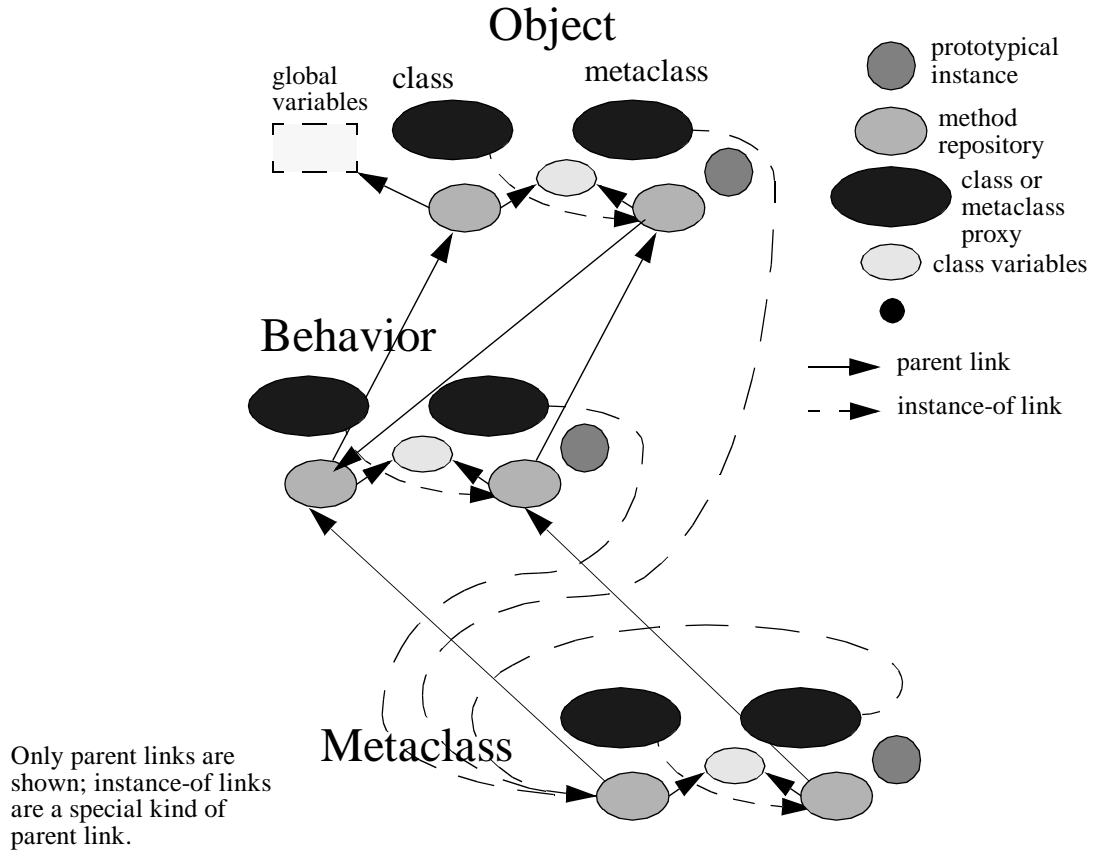 Object
global
variables
class
metaclass
prototypical
instance
method
repository
class or
metaclass
proxy
class variables
parent link
instance-of link
Behavior
Metaclass
Only parent links are
shown; instance-of links
are a special kind of
parent link.